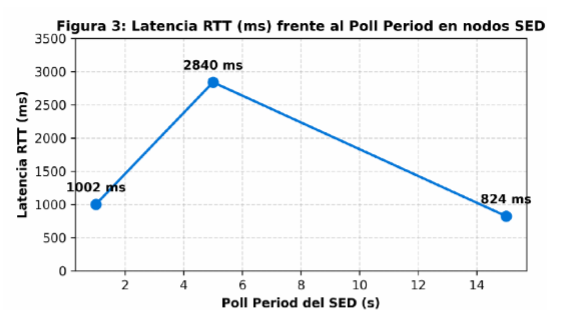 Figura 3: Latencia RTT (ms) frente al Poll Period en nodos SED
3500
3000
2500
2000
1500
1000
500
0
Latencia RTT (ms)
1002 ms
2840 ms
824 ms
2 4 6 8 10 12 14
Poll Period del SED (s)